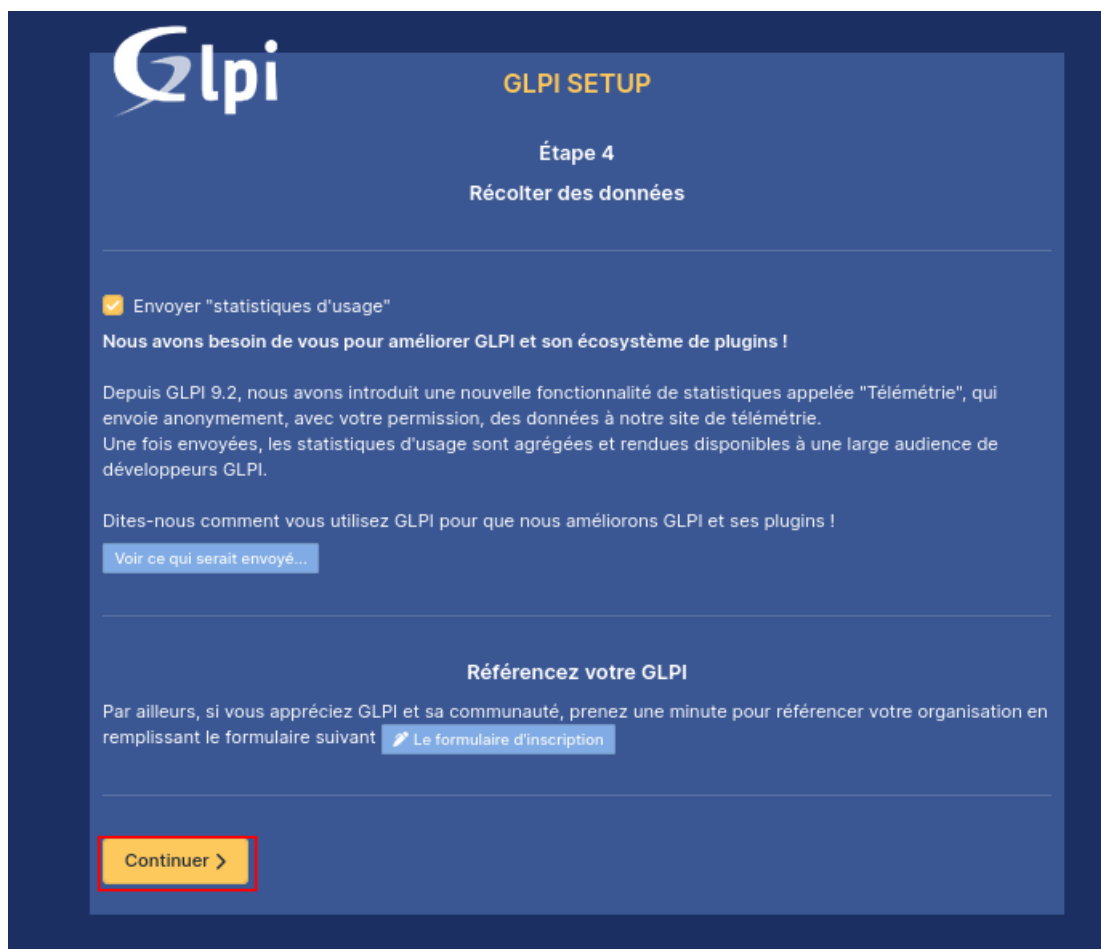 Glpi
GLPI SETUP
Étape 4
Récolter des données
Envoyer "statistiques d'usage"
Nous avons besoin de vous pour améliorer GLPI et son écosystème de plugins !
Depuis GLPI 9.2, nous avons introduit une nouvelle fonctionnalité de statistiques appelée "Télémétrie", qui
envoie anonymement, avec votre permission, des données à notre site de télémétrie.
Une fois envoyées, les statistiques d'usage sont agrégées et rendues disponibles à une large audience de
développeurs GLPI.
Dites-nous comment vous utilisez GLPI pour que nous améliorons GLPI et ses plugins !
Voir ce qui serait envoyé...
Référencez votre GLPI
Par ailleurs, si vous appréciez GLPI et sa communauté, prenez une minute pour référencer votre organisation en
remplissant le formulaire suivant Le formulaire d'inscription
Continuer >